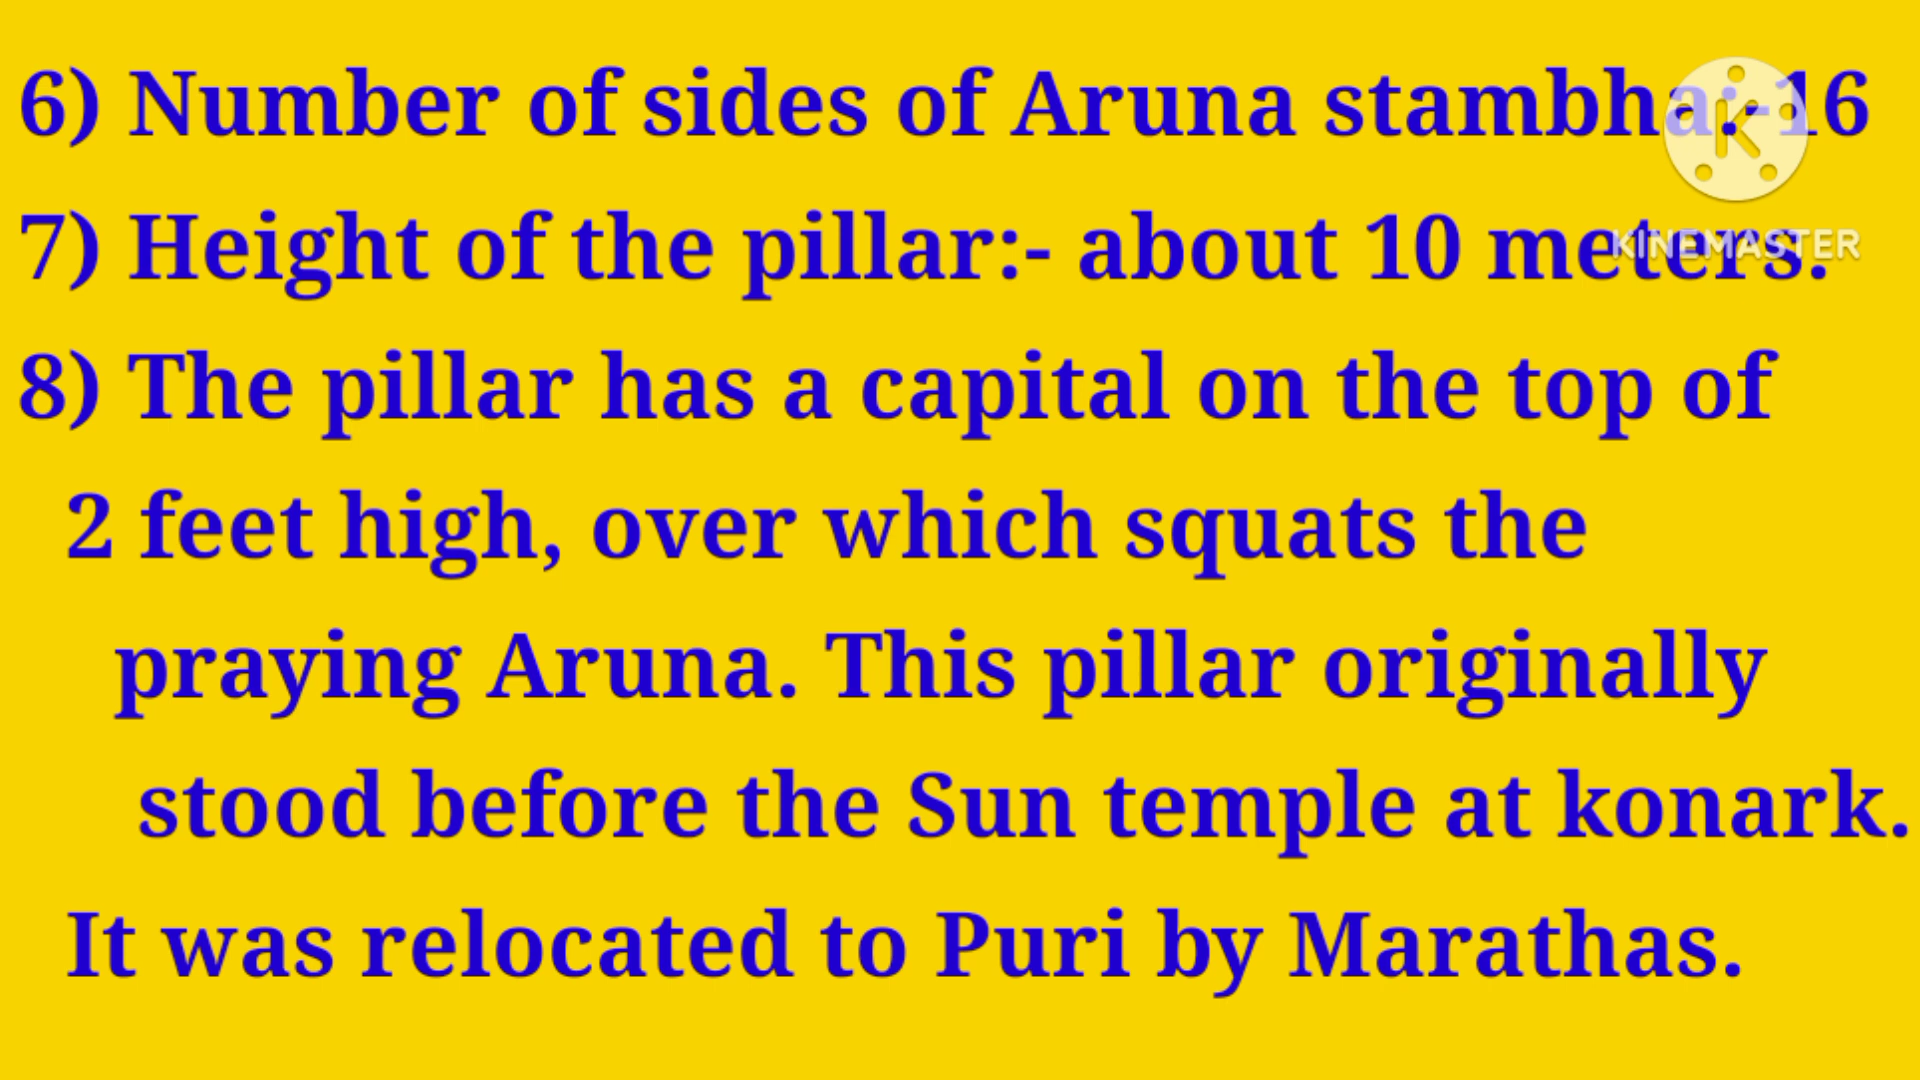 6) Number of sides of Aruna stambha:-16
7) Height of the pillar:- about 10 meters.
8) The pillar has a capital on the top of
2 feet high, over which squats the
praying Aruna. This pillar originally
stood before the Sun temple at konark.
It was relocated to Puri by Marathas.
K
KINEMASTER